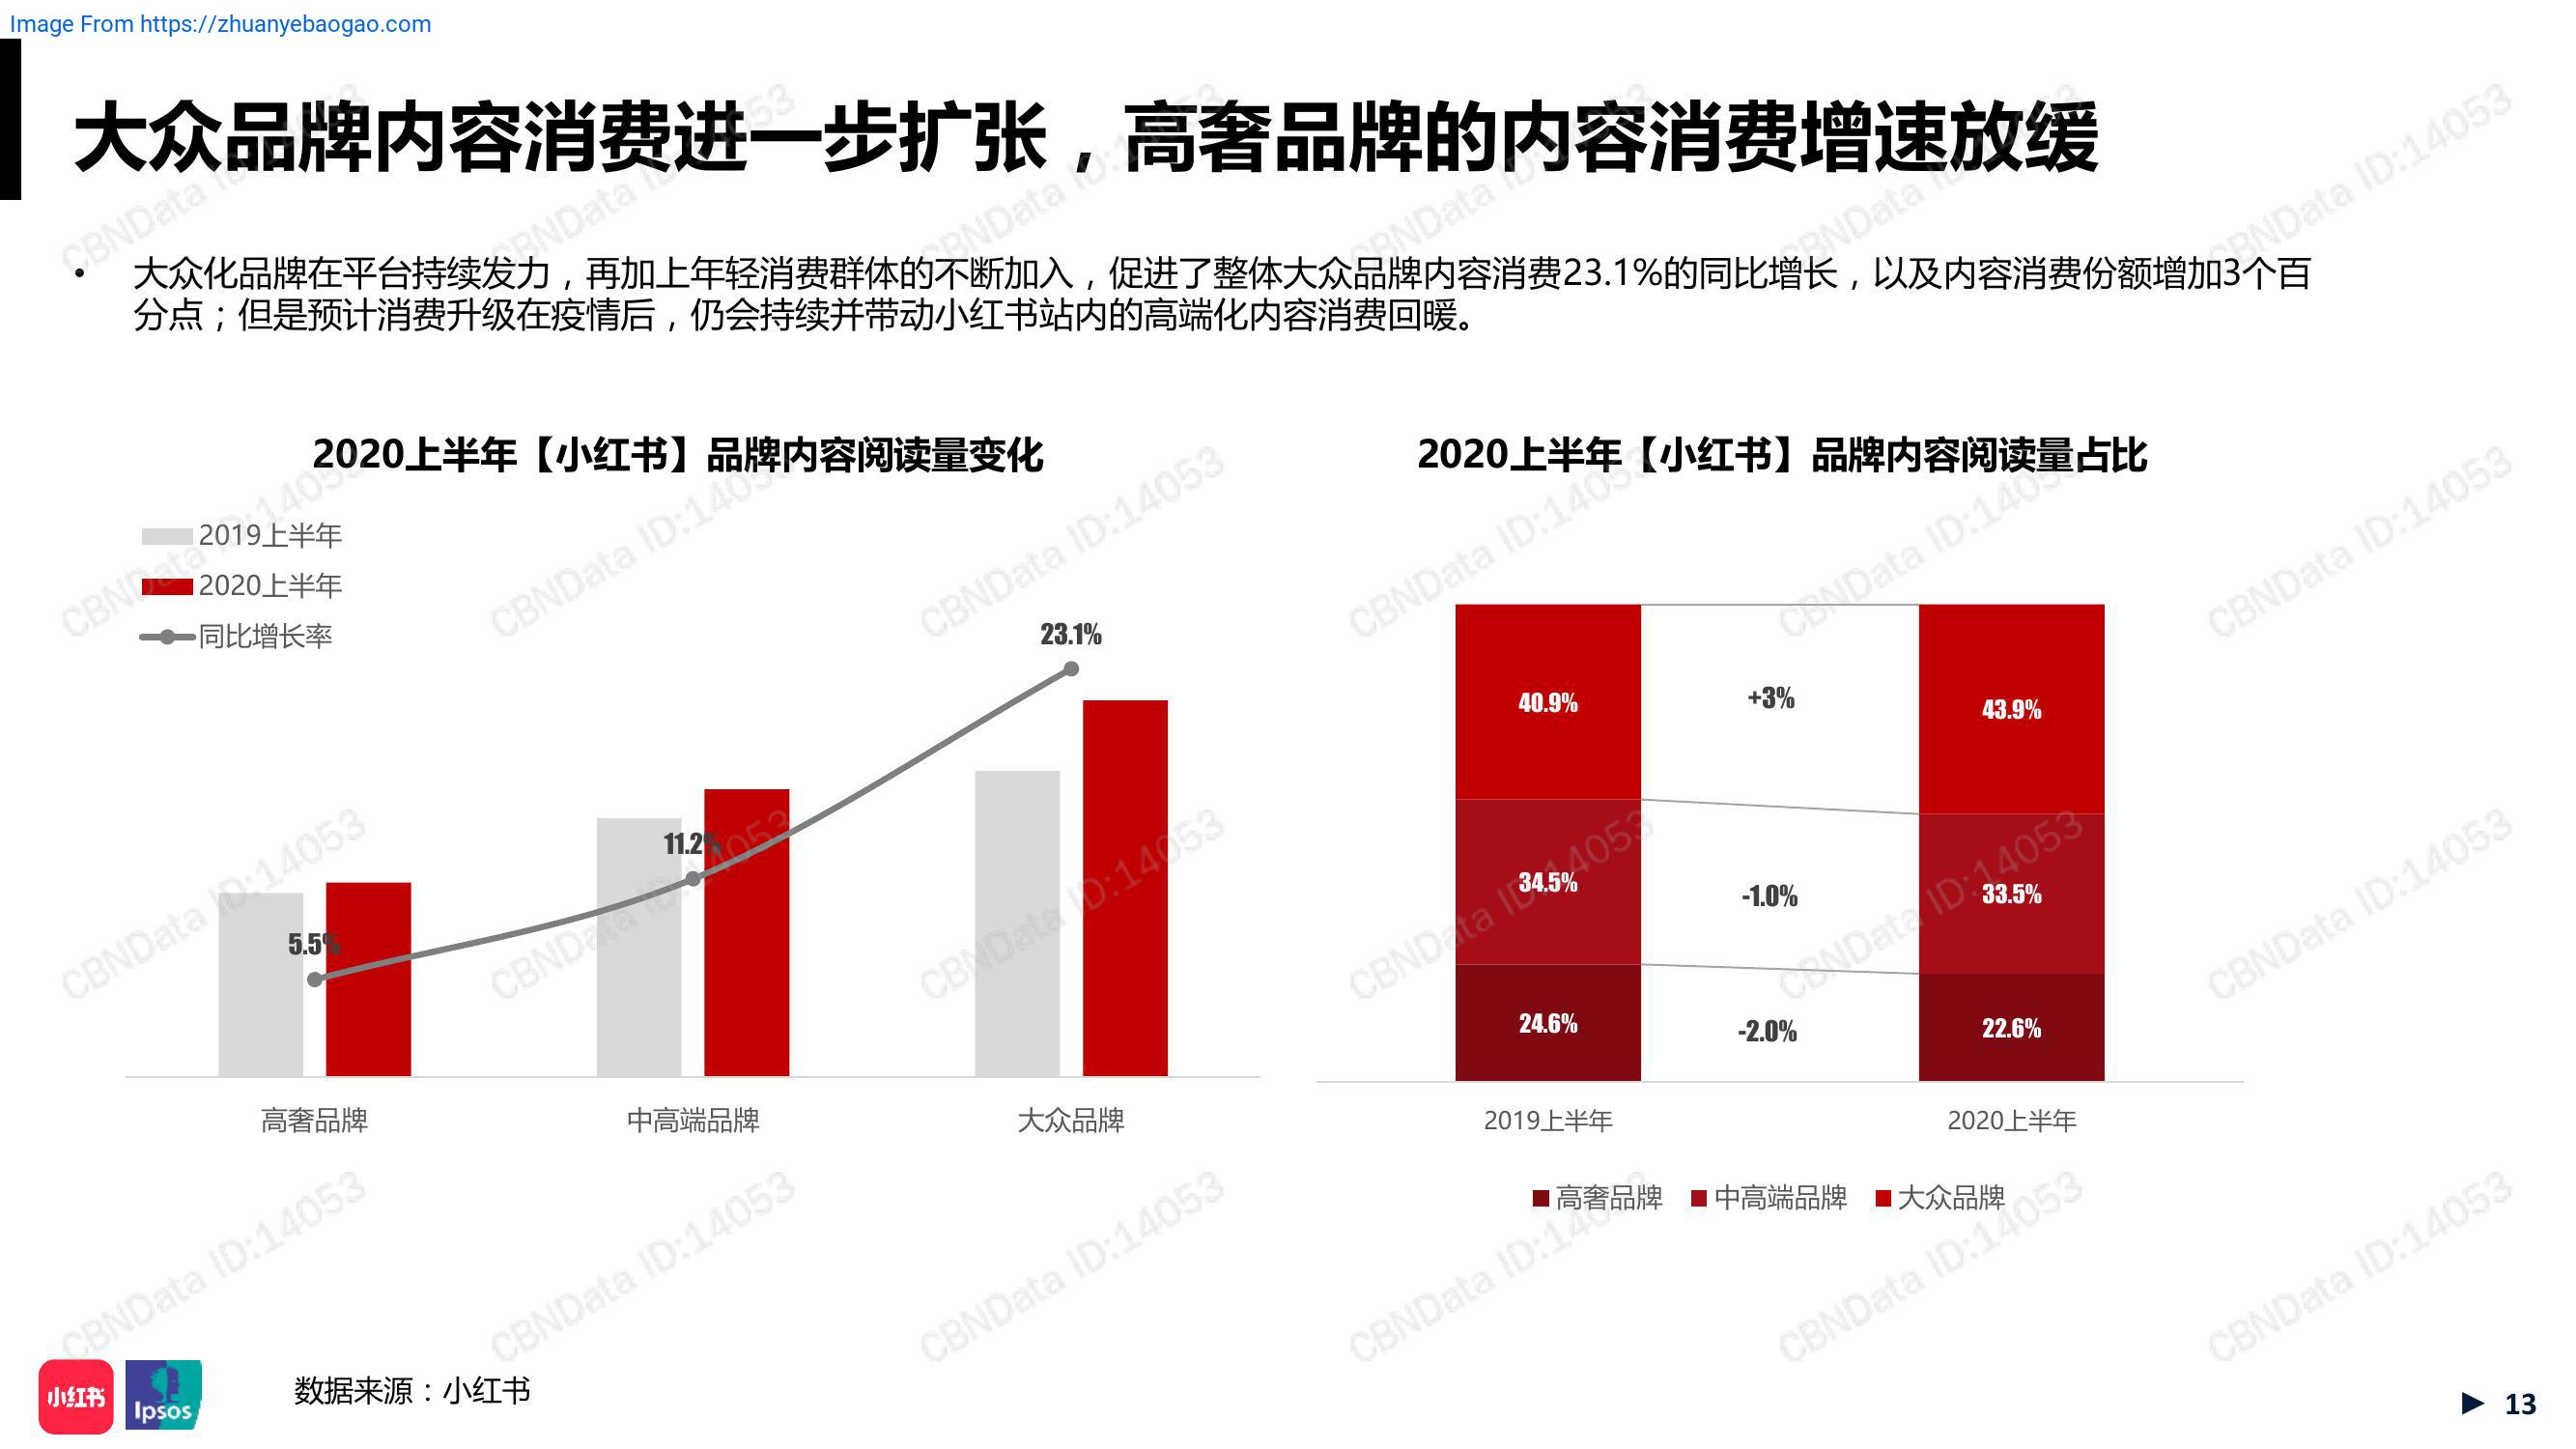 Image From https://zhuanyebaogao.com
大众品牌内容消费进一步扩张，高奢品牌的内容消费增速放缓
• 大众化品牌在平台持续发力，再加上年轻消费群体的不断加入，促进了整体大众品牌内容消费23.1%的同比增长，以及内容消费份额增加3个百
分点；但是预计消费升级在疫情后，仍会持续并带动小红书站内的高端化内容消费回暖。
2020上半年【小红书】品牌内容阅读量变化
2019上半年
2020上半年
同比增长率
5.5%
11.2%
23.1%
高奢品牌
中高端品牌
大众品牌
2020上半年【小红书】品牌内容阅读量占比
40.9%
+3%
43.9%
34.5%
-1.0%
33.5%
24.6%
-2.0%
22.6%
2019上半年
2020上半年
高奢品牌 中高端品牌 大众品牌
小红书
Ipsos
数据来源：小红书
13
CBNData ID:14053